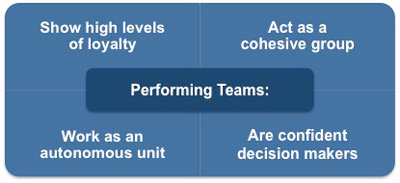 Show high levels
of loyalty
Act as a
cohesive group
Performing Teams:
Work as an
autonomous unit
Are confident
decision makers